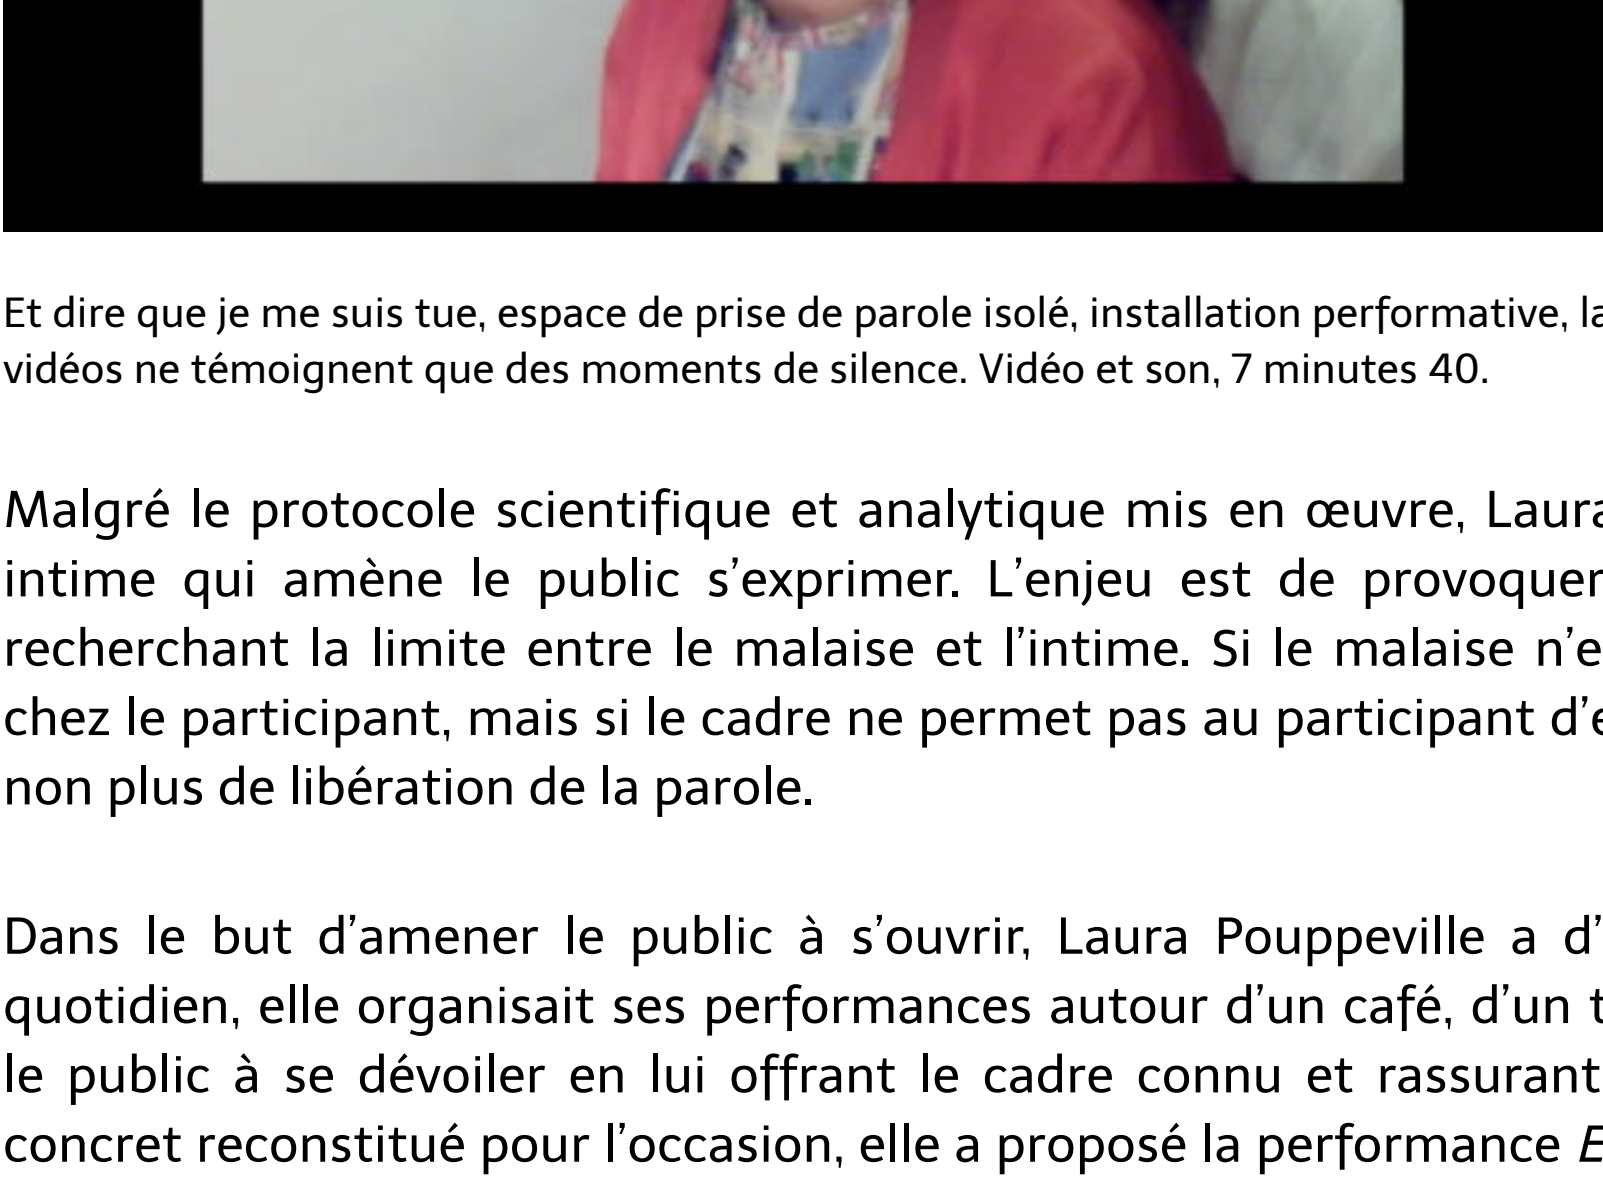 Et dire que je me suis tue, espace de prise de parole isolé, installation performative, la
vidéos ne témoignent que des moments de silence. Vidéo et son, 7 minutes 40.
Malgré le protocole scientifique et analytique mis en œuvre, Laura
intime qui amène le public s’exprimer. L’enjeu est de provoquer
recherchant la limite entre le malaise et l’intime. Si le malaise n’e
chez le participant, mais si le cadre ne permet pas au participant d’e
non plus de libération de la parole.
Dans le but d’amener le public à s’ouvrir, Laura Pouppeville a d’
quotidien, elle organisait ses performances autour d’un café, d’un t
le public à se dévoiler en lui offrant le cadre connu et rassurant
concret reconstitué pour l’occasion, elle a proposé la performance E